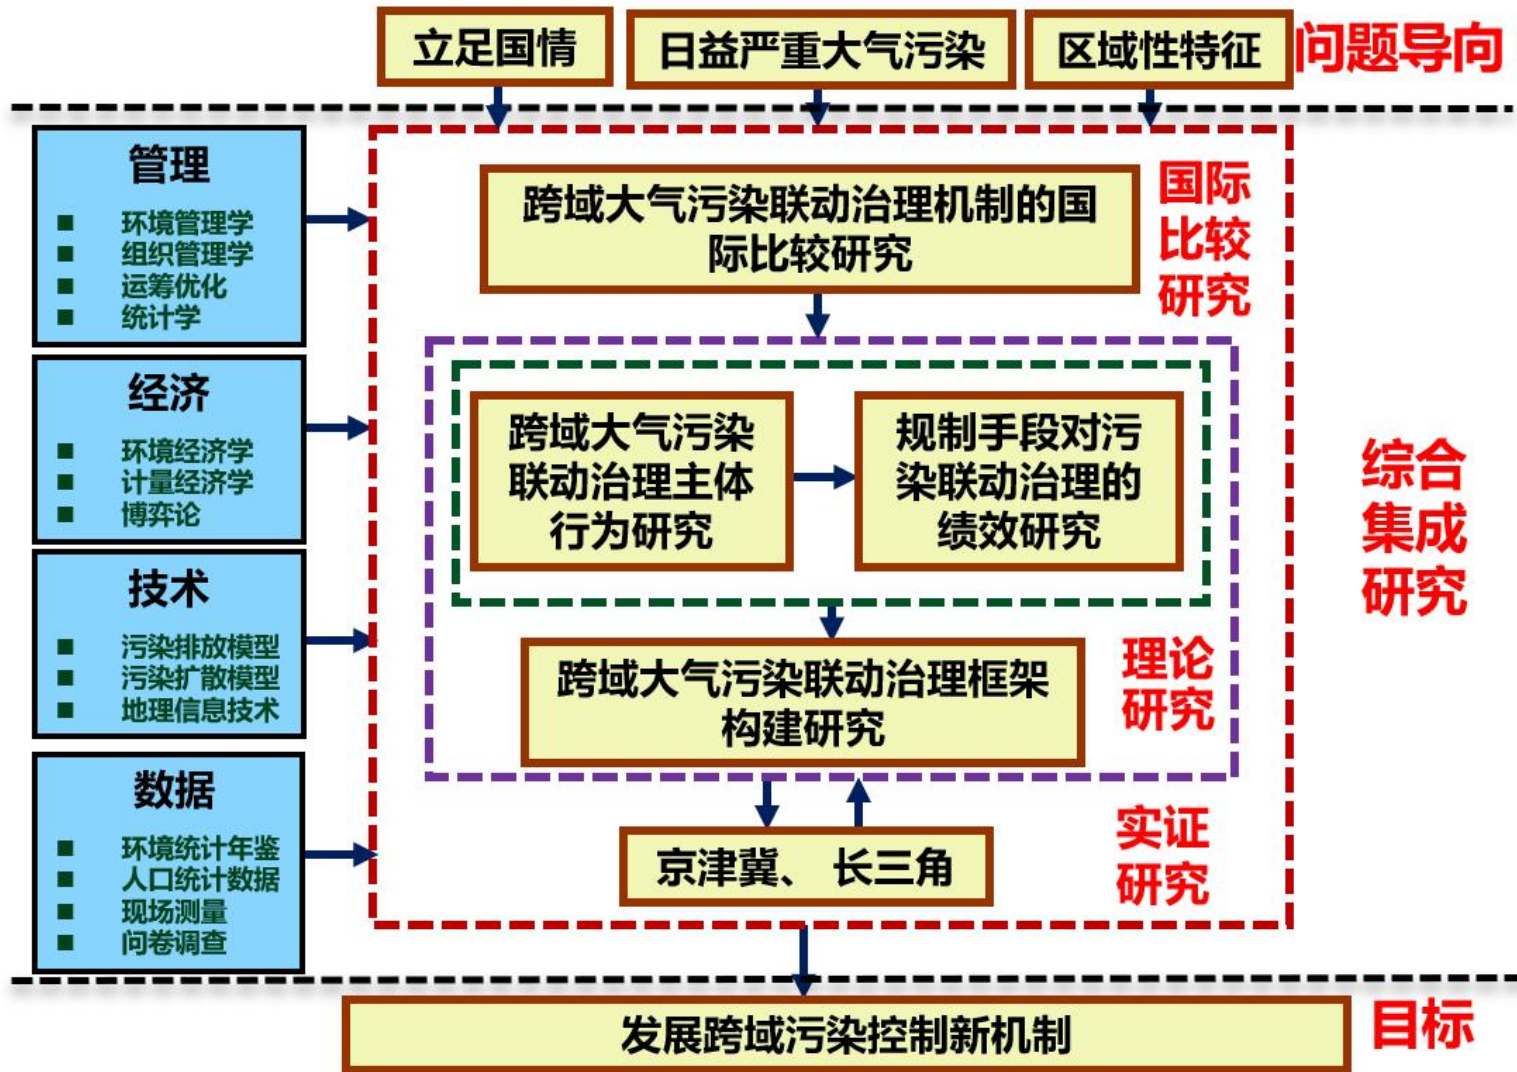 立足国情
日益严重大气污染
区域性特征
问题导向
管理
环境管理学
组织管理学
运筹优化
统计学
经济
环境经济学
计量经济学
博弈论
技术
污染排放模型
污染扩散模型
地理信息技术
数据
环境统计年鉴
人口统计数据
现场测量
问卷调查
跨域大气污染联动治理机制的国
际比较研究
国际
比较
研究
跨域大气污染
联动治理主体
行为研究
规制手段对污
染联动治理的
绩效研究
跨域大气污染联动治理框架
构建研究
理论
研究
京津冀、 长三角
实证
研究
综合
集成
研究
发展跨域污染控制新机制
目标